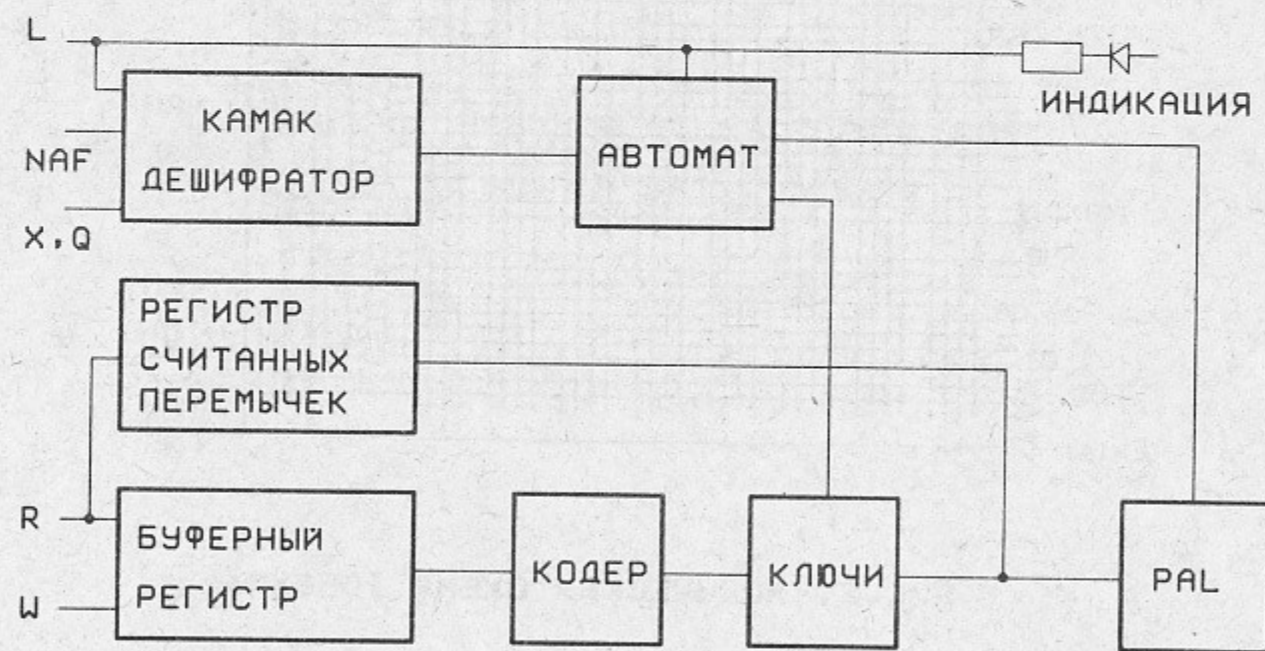 L
ИНДИКАЦИЯ
КАМАК
ДЕШИФРАТОР
NAF
X,Q
АВТОМАТ
РЕГИСТР
СЧИТАННЫХ
ПЕРЕМЫЧЕК
R
W
БУФЕРНЫЙ
РЕГИСТР
КОДЕР
КЛЮЧИ
PAL